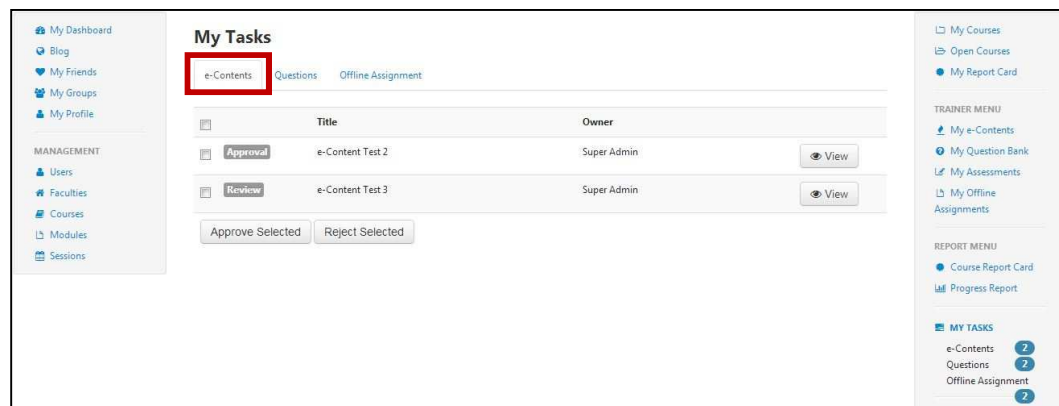 My Dashboard
Blog
My Friends
My Groups
My Profile
MANAGEMENT
Users
Faculties
Courses
Modules
Sessions
My Tasks
e-Contents Questions Offline Assignment
Title Owner
Approval e-Content Test 2 Super Admin View
Review e-Content Test 3 Super Admin View
Approve Selected Reject Selected
My Courses
Open Courses
My Report Card
TRAINER MENU
My e-Contents
My Question Bank
My Assessments
My Offline
Assignments
REPORT MENU
Course Report Card
Progress Report
MY TASKS
e-Contents 2
Questions 2
Offline Assignment
2